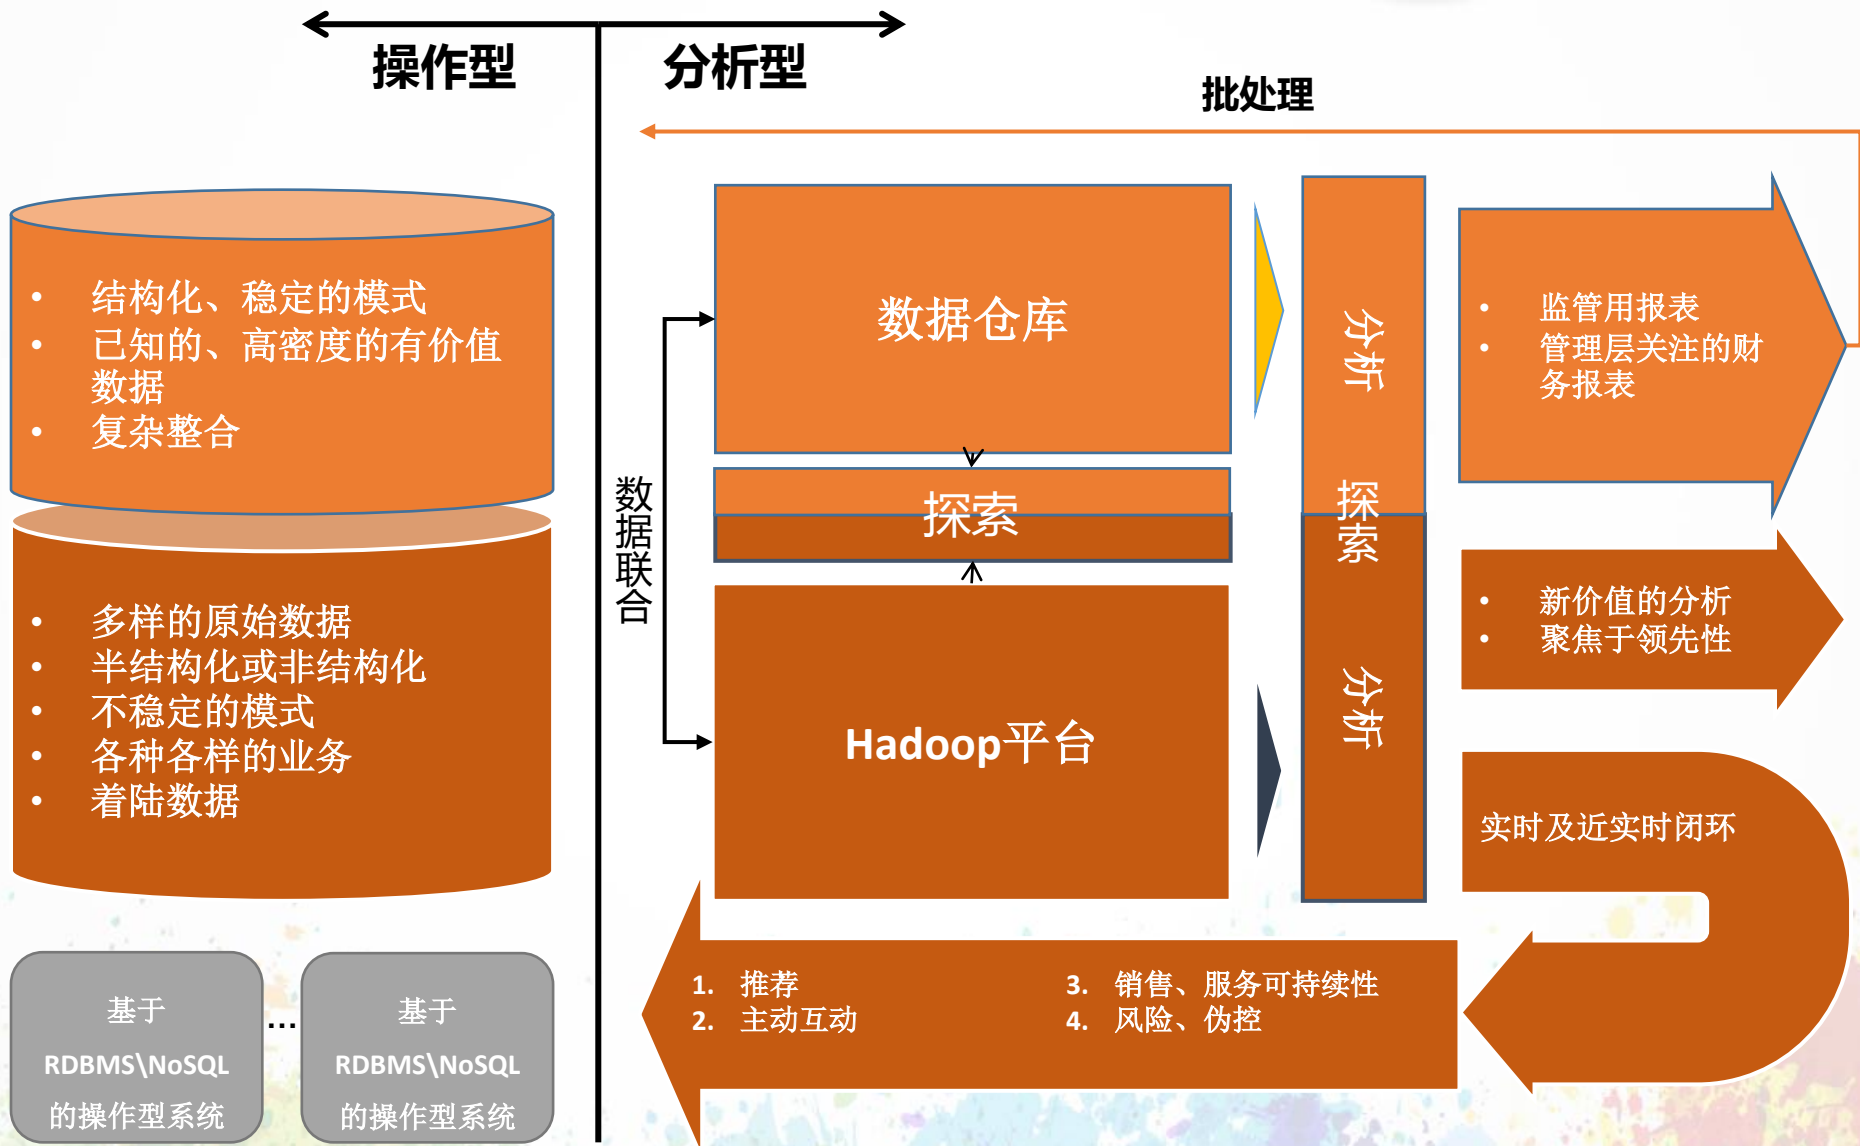 操作型
分析型
批处理
• 结构化、稳定的模式
• 已知的、高密度的有价值
数据
• 复杂整合
• 多样的原始数据
• 半结构化或非结构化
• 不稳定的模式
• 各种各样的业务
• 着陆数据
基于
RDBMS\NoSQL
的操作型系统
...
基于
RDBMS\NoSQL
的操作型系统
数据联合
数据仓库
探索
Hadoop平台
分析
探索
分析
• 监管用报表
• 管理层关注的财
务报表
• 新价值的分析
• 聚焦于领先性
实时及近实时闭环
1. 推荐
2. 主动互动
3. 销售、服务可持续性
4. 风险、伪控